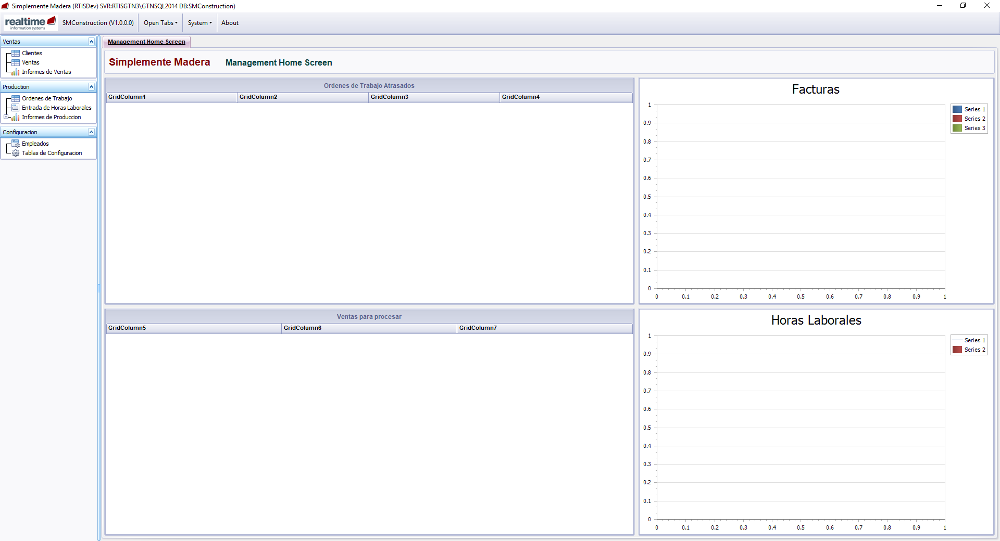 Simplemente Madera (RTISDev) SVR:RTISGTN3\GTNSQL2014 DB:SMConstruction)
realtime
information systems
SMConstruction (V1.0.0.0) Open Tabs System About
Ventas
Clientes
Ventas
Informes de Ventas
Production
Ordenes de Trabajo
Entrada de Horas Laborales
Informes de Produccion
Configuracion
Empleados
Tablas de Configuracion
Management Home Screen
Simplemente Madera Management Home Screen
Ordenes de Trabajo Atrasados
GridColumn1 GridColumn2 GridColumn3 GridColumn4
Facturas
1
0.9
0.8
0.7
0.6
0.5
0.4
0.3
0.2
0.1
0
0 0.1 0.2 0.3 0.4 0.5 0.6 0.7 0.8 0.9 1
Series 1
Series 2
Series 3
Ventas para procesar
GridColumn5 GridColumn6 GridColumn7
Horas Laborales
1
0.9
0.8
0.7
0.6
0.5
0.4
0.3
0.2
0.1
0
0 0.1 0.2 0.3 0.4 0.5 0.6 0.7 0.8 0.9 1
Series 1
Series 2